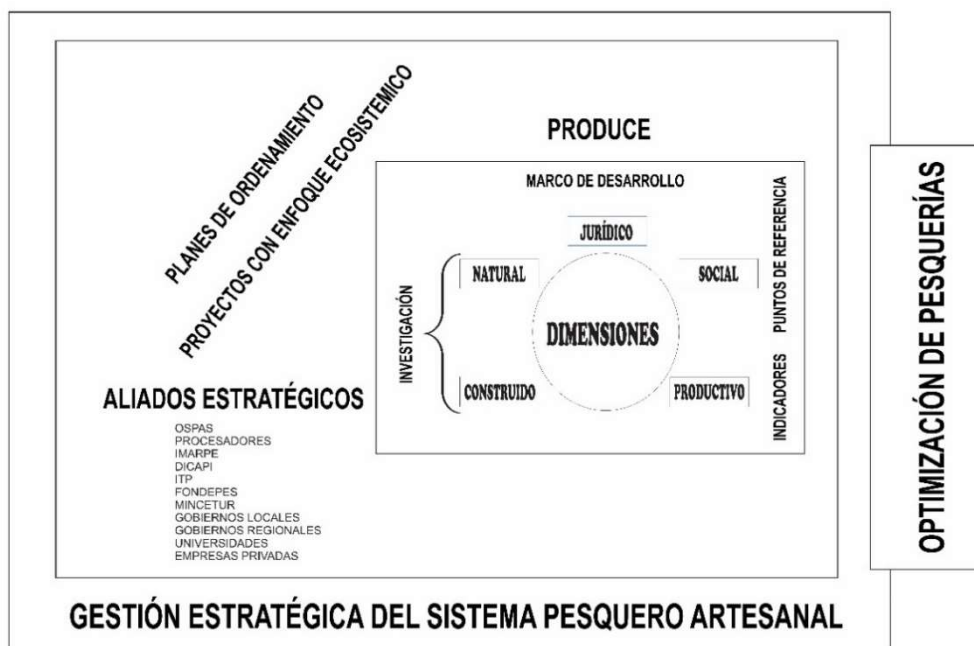 PLANES DE ORDENAMIENTO
PROYECTOS CON ENFOQUE ECOSISTEMICO
PRODUCE
MARCO DE DESARROLLO
JURÍDICO
NATURAL
SOCIAL
INVESTIGACIÓN
DIMENSIONES
CONSTRUIDO
PRODUCTIVO
INDICADORES
PUNTOS DE REFERENCIA
ALIADOS ESTRATÉGICOS
OSPAS
PROCESADORES
IMARPE
DICAPI
ITP
FONDEPES
MINCETUR
GOBIERNOS LOCALES
GOBIERNOS REGIONALES
UNIVERSIDADES
EMPRESAS PRIVADAS
OPTIMIZACIÓN DE PESQUERÍAS
GESTIÓN ESTRATÉGICA DEL SISTEMA PESQUERO ARTESANAL